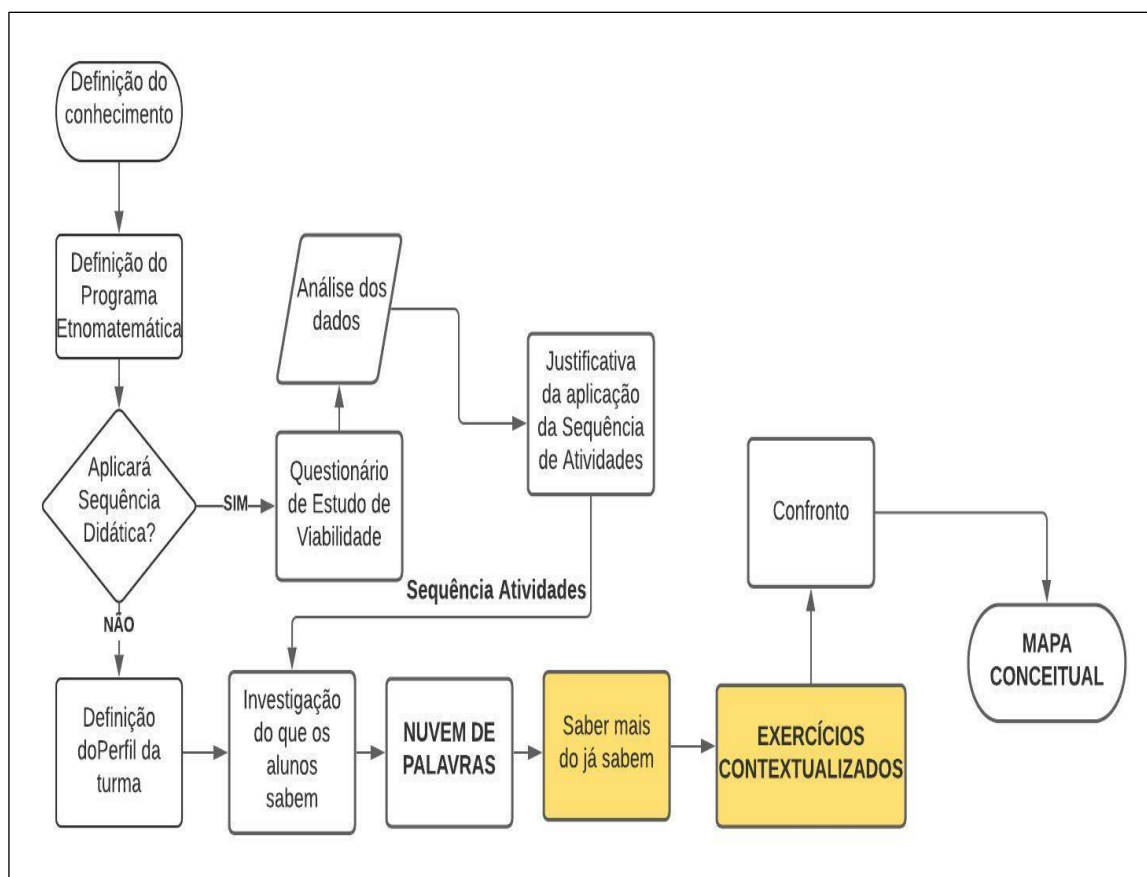 Definição do
conhecimento
Definição do
Programa
Etnomatemática
Aplicará
Sequência
Didática?
SIM
NÃO
Questionário
de Estudo de
Viabilidade
Análise dos
dados
Justificativa
da aplicação
da Sequência
de Atividades
Sequência Atividades
Definição
doPerfil da
turma
Investigação
do que os
alunos
sabem
NUVEM DE
PALAVRAS
Saber mais
do já sabem
EXERCÍCIOS
CONTEXTUALIZADOS
Confronto
MAPA
CONCEITUAL